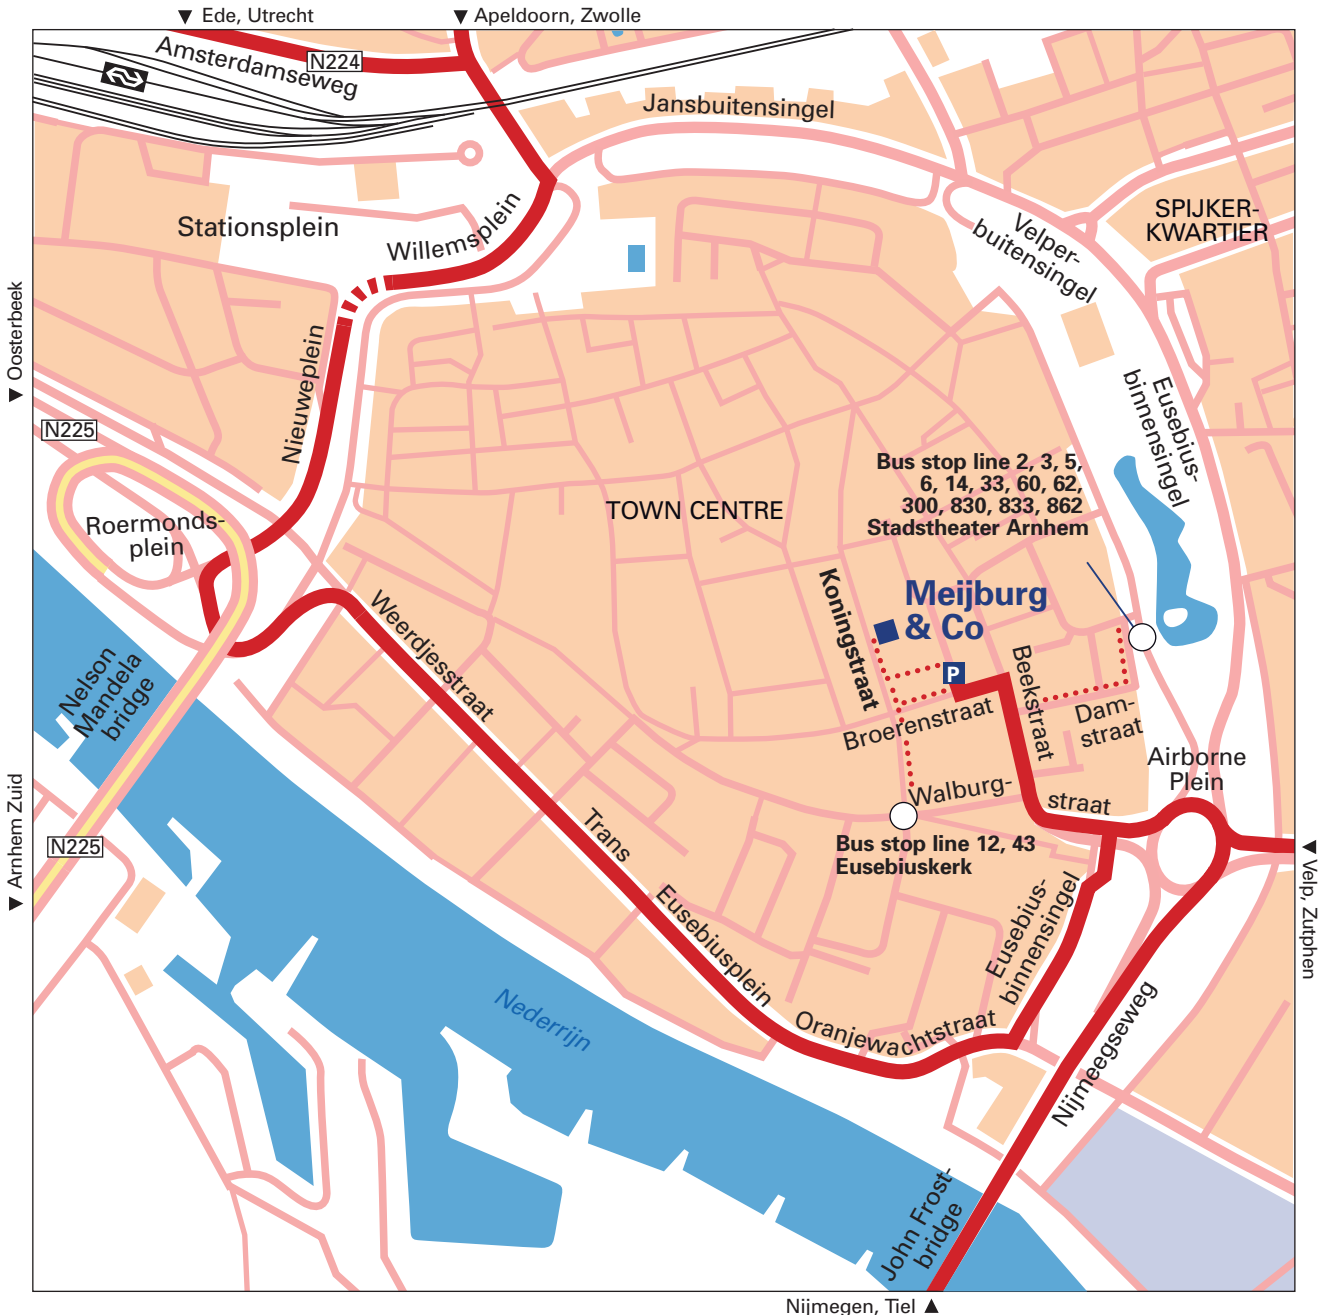 ▼ Ede, Utrecht
▼ Apeldoorn, Zwolle
Amsterdamseweg
N224
Jansbuitensingel
Stationsplein
Willemsplein
SPIJKER-
KWARTIER
Velper-
buitensingel
▼ Oosterbeek
Nieuweplein
Eusebius-
binnensingel
N225
Bus stop line 2, 3, 5,
6, 14, 33, 60, 62,
300, 830, 833, 862
Stadstheater Arnhem
TOWN CENTRE
Roermonds-
plein
Koningstraat
Meijburg
& Co
P
Weerdjesstraat
Nelson
Mandela
bridge
Beekstraat
Dam-
straat
Broerenstraat
Airborne
Plein
Walburg-
straat
▼ Arnhem Zuid
N225
Trans
Bus stop line 12, 43
Eusebiuskerk
▼ Velp, Zutphen
Eusebiusplein
Eusebius-
binnensingel
Nederrijn
Oranjewachtstraat
Nijmeegseweg
John Frost-
bridge
Nijmegen, Tiel ▲